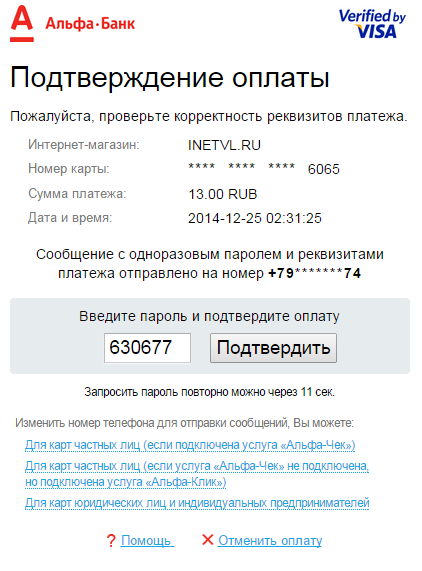 Альфа·Банк
Verified by
VISA
Подтверждение оплаты
Пожалуйста, проверьте корректность реквизитов платежа.
Интернет-магазин: INETVL.RU
Номер карты: **** **** **** 6065
Сумма платежа: 13.00 RUB
Дата и время: 2014-12-25 02:31:25
Сообщение с одноразовым паролем и реквизитами
платежа отправлено на номер +79*******74
Введите пароль и подтвердите оплату
630677 Подтвердить
Запросить пароль повторно можно через 11 сек.
Изменить номер телефона для отправки сообщений, Вы можете:
Для карт частных лиц (если подключена услуга «Альфа-Чек»)
Для карт частных лиц (если услуга «Альфа-Чек» не подключена,
но подключена услуга «Альфа-Клик»)
Для карт юридических лиц и индивидуальных предпринимателей
? Помощь ✕ Отменить оплату